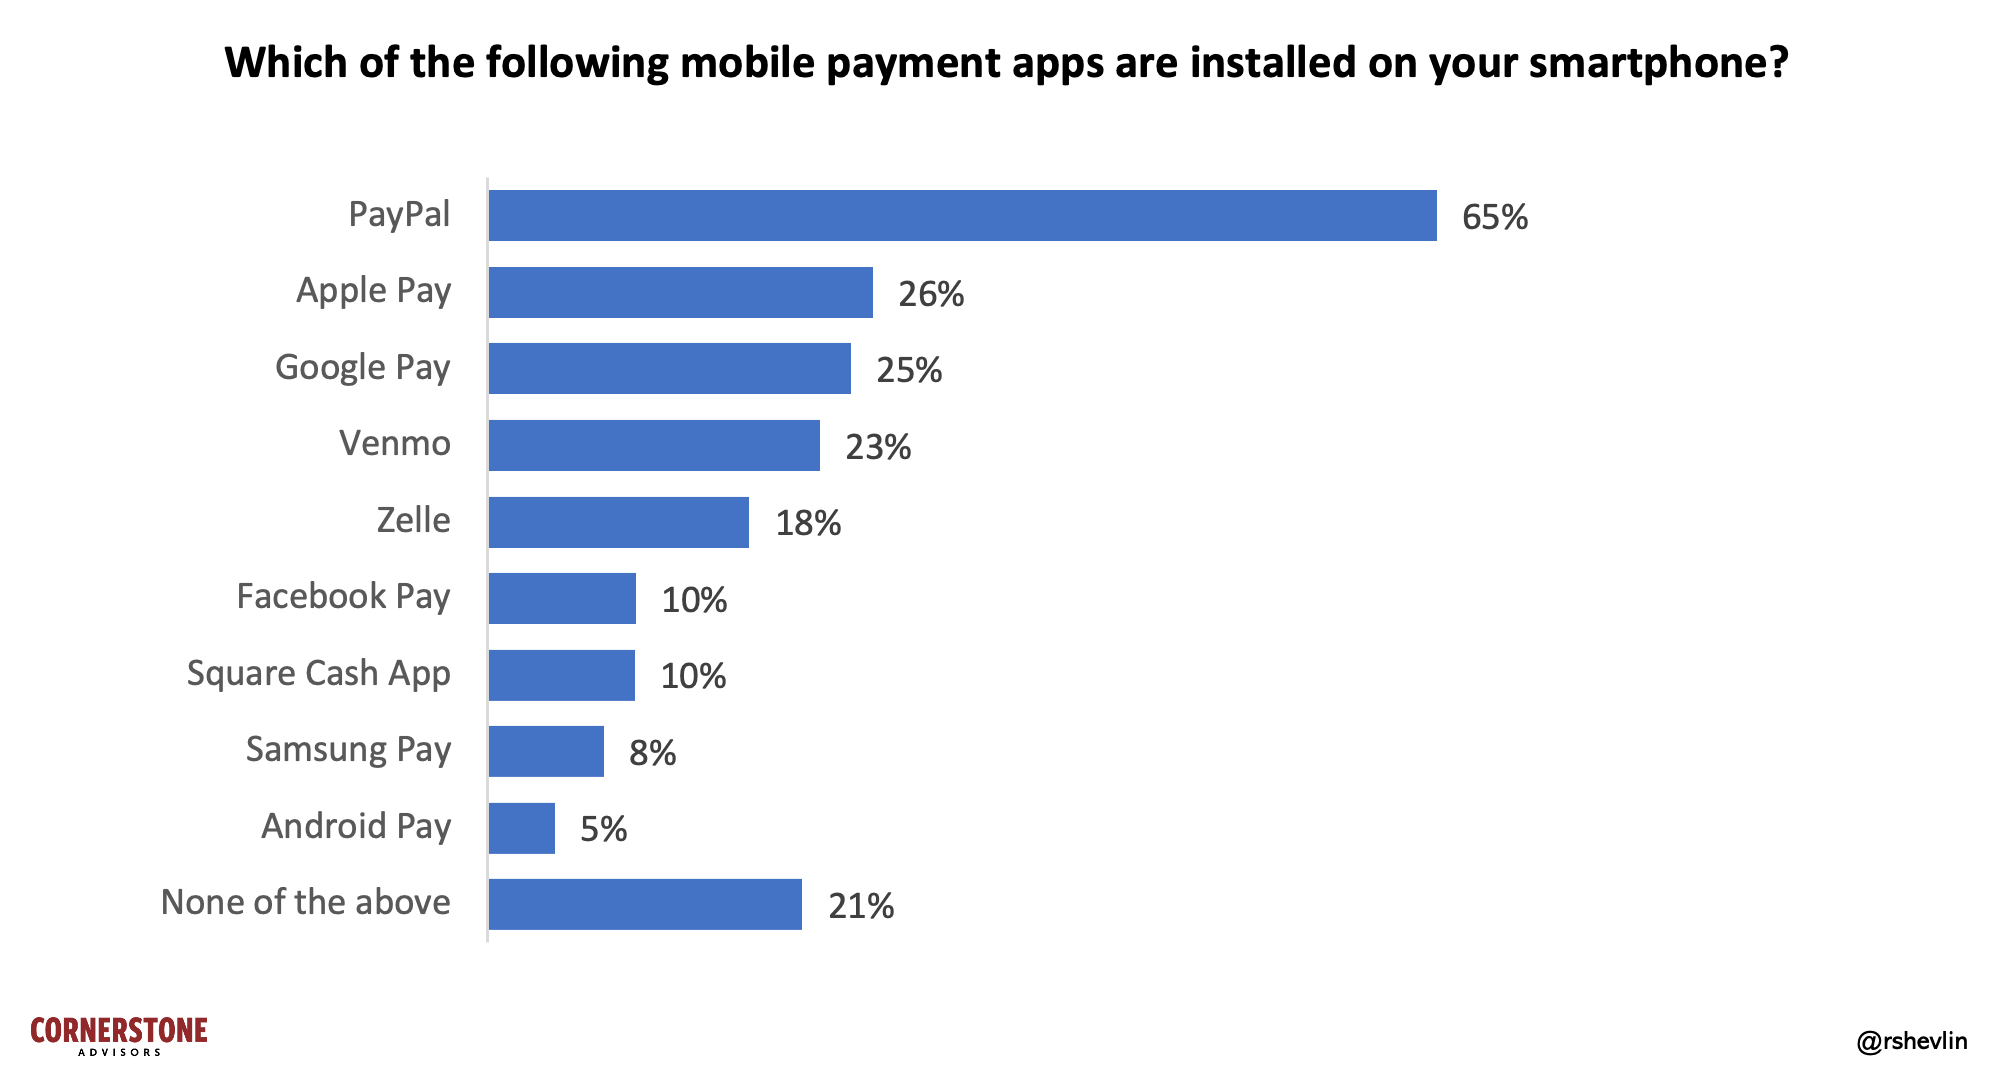 Which of the following mobile payment apps are installed on your smartphone?
PayPal 65%
Apple Pay 26%
Google Pay 25%
Venmo 23%
Zelle 18%
Facebook Pay 10%
Square Cash App 10%
Samsung Pay 8%
Android Pay 5%
None of the above 21%
CORNERSTONE
ADVISORS
@rshevlin